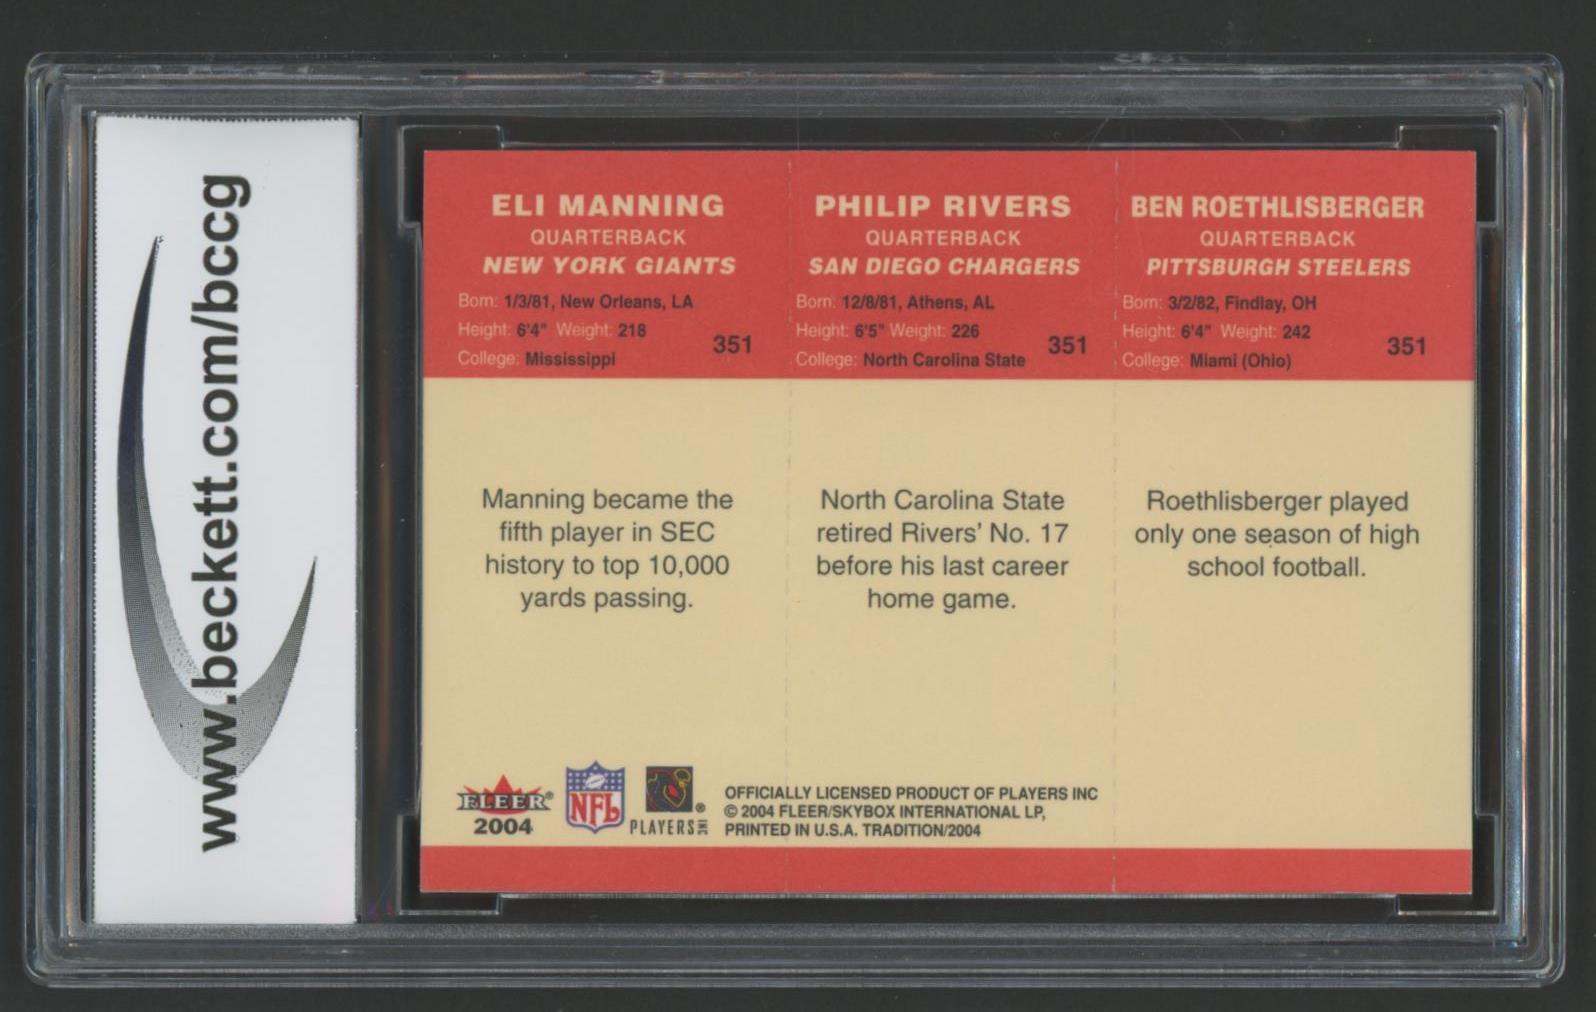 www.beckett.com/bccg
ELI MANNING
QUARTERBACK
NEW YORK GIANTS
Born: 1/3/81, New Orleans, LA
Height: 6'4" Weight: 218
College: Mississippi
351
Manning became the
fifth player in SEC
history to top 10,000
yards passing.
PHILIP RIVERS
QUARTERBACK
SAN DIEGO CHARGERS
Born: 12/8/81, Athens, AL
Height: 6'5" Weight: 226
College: North Carolina State
351
North Carolina State
retired Rivers' No. 17
before his last career
home game.
BEN ROETHLISBERGER
QUARTERBACK
PITTSBURGH STEELERS
Born: 3/2/82, Findlay, OH
Height: 6'4" Weight: 242
College: Miami (Ohio)
351
Roethlisberger played
only one season of high
school football.
FLEER®
2004
NFL
PLAYERS INC ®
OFFICIALLY LICENSED PRODUCT OF PLAYERS INC
© 2004 FLEER/SKYBOX INTERNATIONAL LP,
PRINTED IN U.S.A. TRADITION/2004